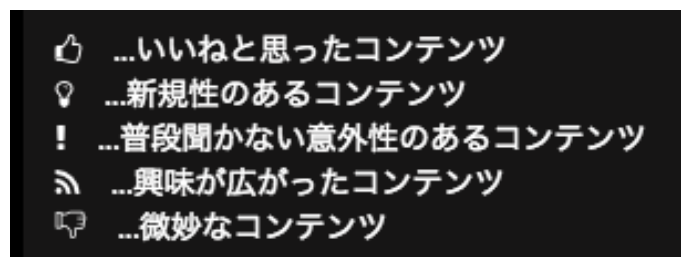 …いいねと思ったコンテンツ
…新規性のあるコンテンツ
…普段聞かない意外性のあるコンテンツ
…興味が広がったコンテンツ
…微妙なコンテンツ